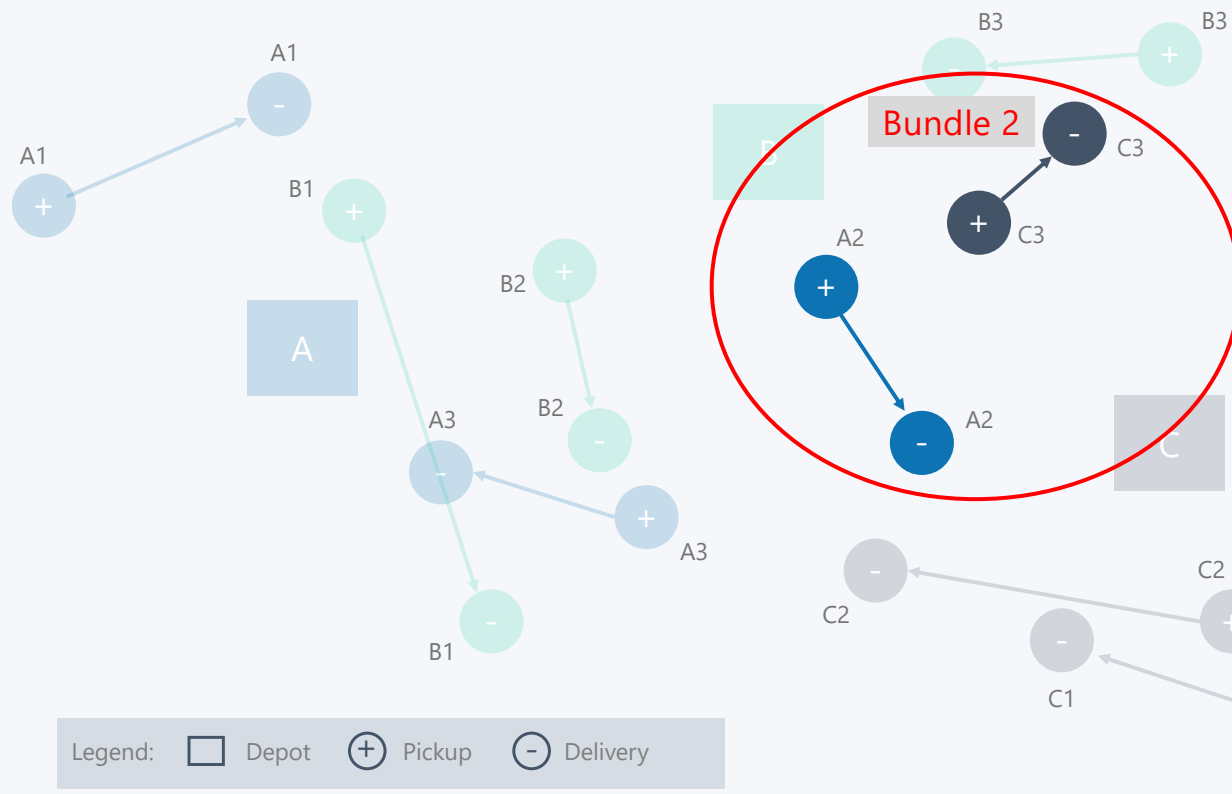 B3
B3
A1
-
-
+
Bundle 2
-
C3
A1
B
+
B1
+
+
C3
A2
+
B2
+
A
A3
B2
-
A2
-
-
C
-
+
A3
-
C2
C2
+
-
B1
-
C1
Legend:
Depot
+
Pickup
-
Delivery